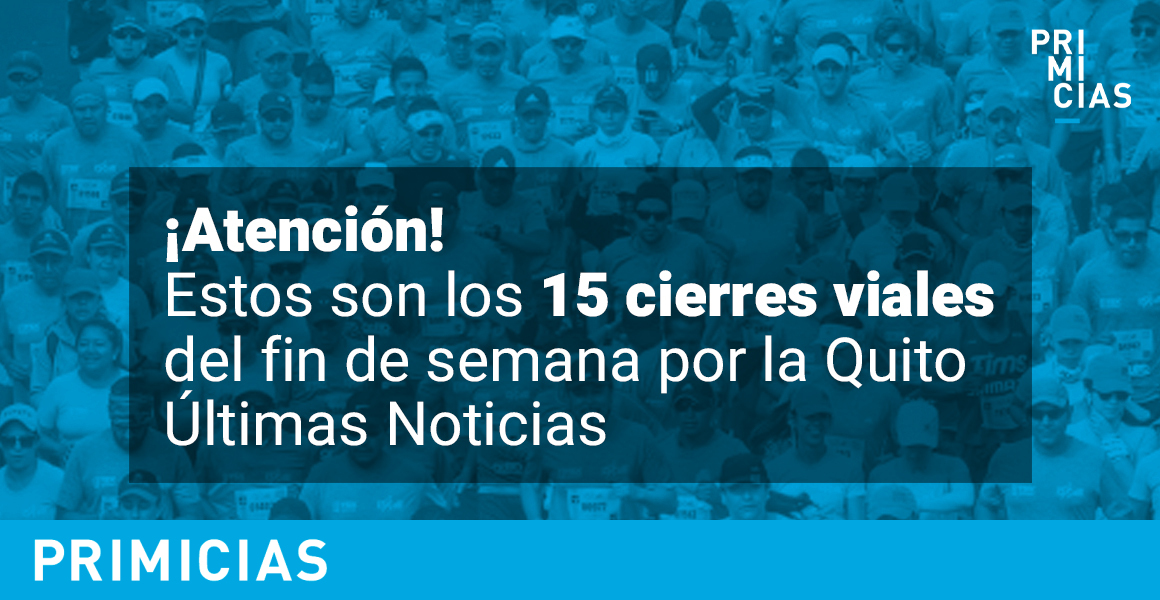 PRI
MI
CIAS
¡Atención!
Estos son los 15 cierres viales
del fin de semana por la Quito
Últimas Noticias
PRIMICIAS